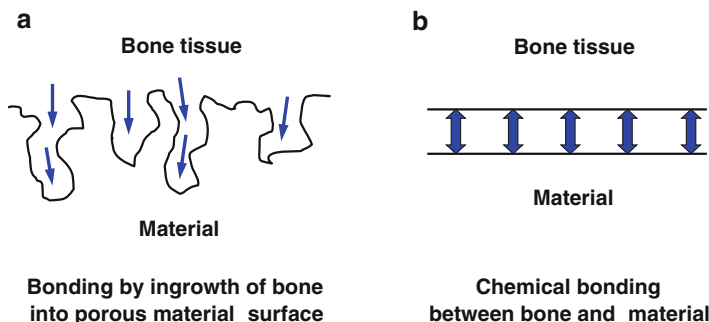 a
Bone tissue
Material
Bonding by ingrowth of bone
into porous material surface
b
Bone tissue
Material
Chemical bonding
between bone and material